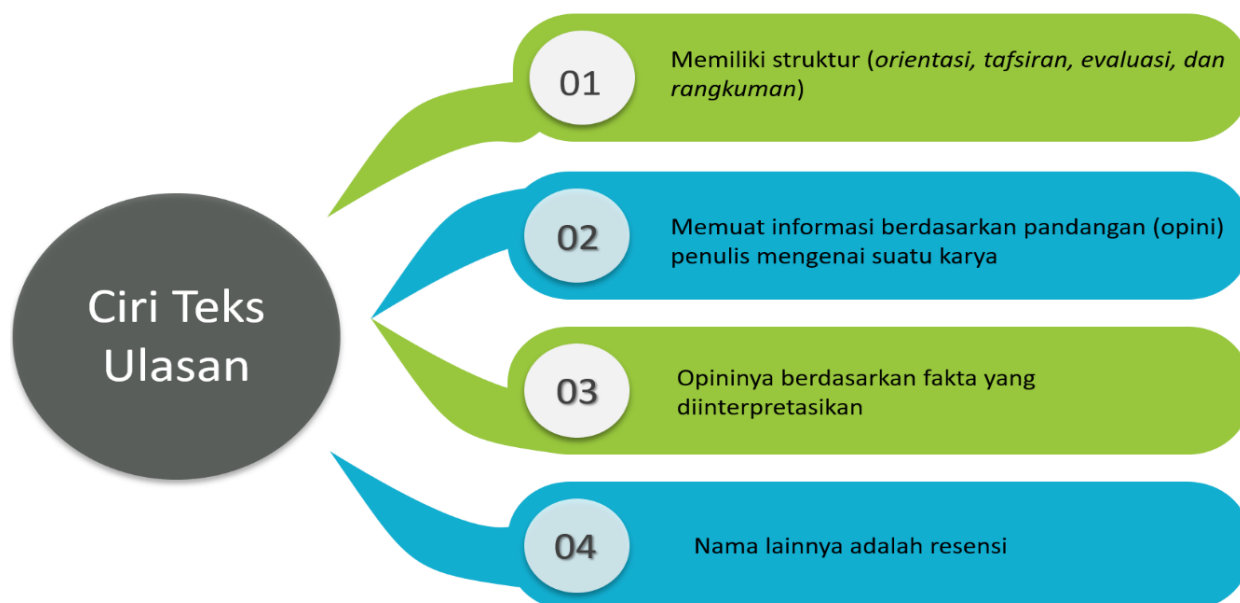 Ciri Teks
Ulasan
01
Memiliki struktur (orientasi, tafsiran, evaluasi, dan
rangkuman)
02
Memuat informasi berdasarkan pandangan (opini)
penulis mengenai suatu karya
03
Opininya berdasarkan fakta yang
diinterpretasikan
04
Nama lainnya adalah resensi